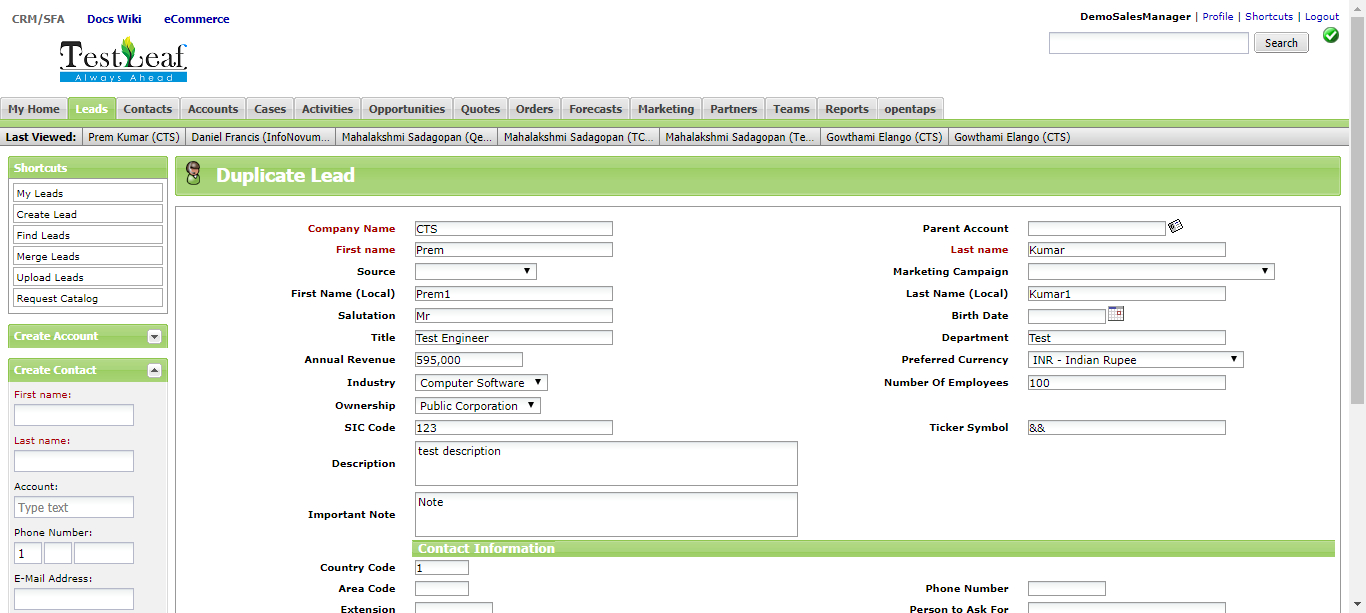 CRM/SFA Docs Wiki eCommerce
DemoSalesManager | Profile | Shortcuts | Logout
TestLeaf
Always Ahead
Search
My Home Leads Contacts Accounts Cases Activities Opportunities Quotes Orders Forecasts Marketing Partners Teams Reports opentaps
Last Viewed: Prem Kumar (CTS) Daniel Francis (InfoNovum... Mahalakshmi Sadagopan (Qe... Mahalakshmi Sadagopan (TC... Mahalakshmi Sadagopan (Te... Gowthami Elango (CTS) Gowthami Elango (CTS)
Shortcuts
My Leads
Create Lead
Find Leads
Merge Leads
Upload Leads
Request Catalog
Create Account
Create Contact
First name:
Last name:
Account:
Type text
Phone Number:
1
E-Mail Address:
Duplicate Lead
Company Name CTS Parent Account
First name Prem Last name Kumar
Source Marketing Campaign
First Name (Local) Prem1 Last Name (Local) Kumar1
Salutation Mr Birth Date
Title Test Engineer Department Test
Annual Revenue 595,000 Preferred Currency INR - Indian Rupee
Industry Computer Software Number Of Employees 100
Ownership Public Corporation
SIC Code 123 Ticker Symbol &&
Description test description
Important Note Note
Contact Information
Country Code 1
Area Code Phone Number
Extension Person to Ask For